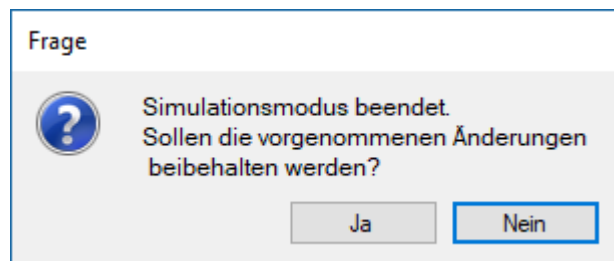 Frage
Simulationsmodus beendet.
Sollen die vorgenommenen Änderungen
beibehalten werden?
Ja
Nein